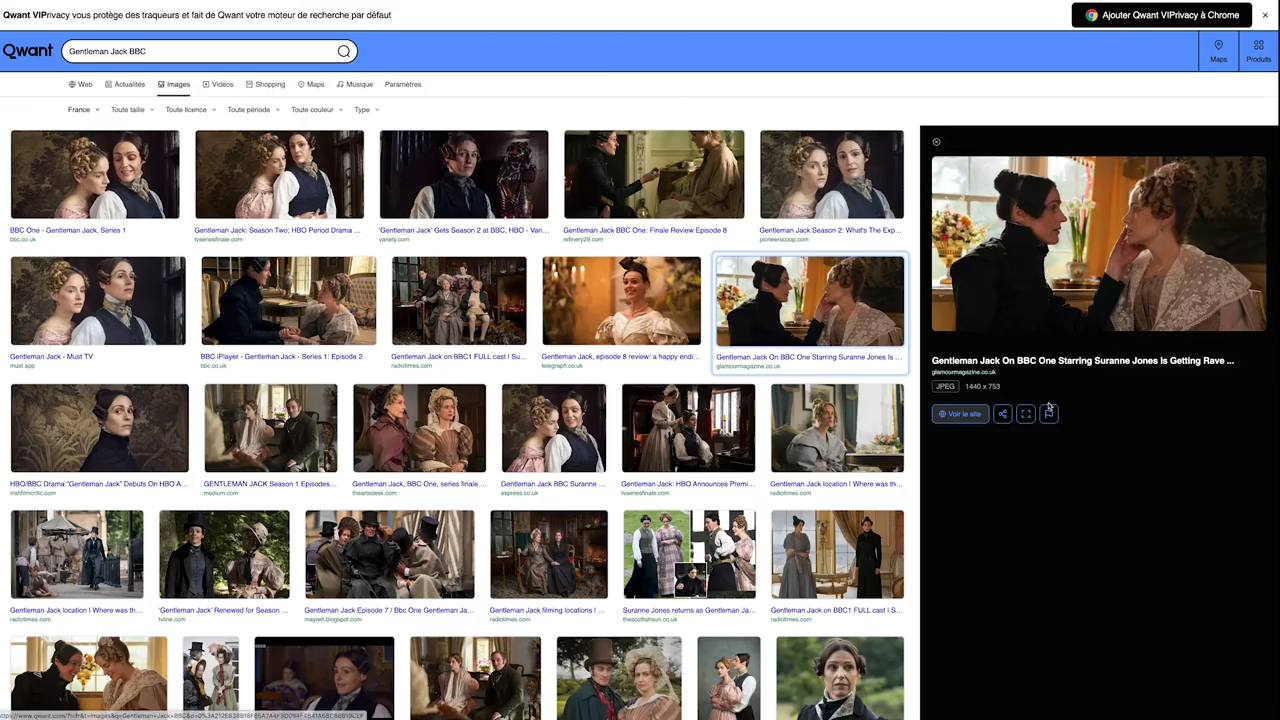 Qwant VIPrivacy vous protège des traqueurs et fait de Qwant votre moteur de recherche par défaut
Ajouter Qwant VIPrivacy à Chrome
Qwant
Gentleman Jack BBC
Maps
Produits
Web
Actualités
Images
Vidéos
Shopping
Maps
Musique
Paramètres
France
Toute taille
Toute licence
Toute période
Toute couleur
Type
BBC One - Gentleman Jack, Series 1
bbc.co.uk
Gentleman Jack: Season Two; HBO Period Drama ...
tvseriesfinale.com
'Gentleman Jack' Gets Season 2 at BBC, HBO - Vari...
variety.com
Gentleman Jack BBC One: Finale Review Episode 8
refinery29.com
Gentleman Jack Season 2: What's The Exp...
pioneerscoop.com
Gentleman Jack - Must TV
must.app
BBC iPlayer - Gentleman Jack - Series 1: Episode 2
bbc.co.uk
Gentleman Jack on BBC1 FULL cast | Su...
radiotimes.com
Gentleman Jack, episode 8 review: a happy endi...
telegraph.co.uk
Gentleman Jack On BBC One Starring Suranne Jones Is ...
glamourmagazine.co.uk
Gentleman Jack On BBC One Starring Suranne Jones Is Getting Rave ...
glamourmagazine.co.uk
JPEG
1440 x 753
Voir le site
HBO/BBC Drama "Gentleman Jack" Debuts On HBO A...
irishfilmcritic.com
GENTLEMAN JACK Season 1 Episodes...
medium.com
Gentleman Jack, BBC One, series finale ...
theartsdesk.com
Gentleman Jack BBC Suranne ...
express.co.uk
Gentleman Jack: HBO Announces Premi...
tvseriesfinale.com
Gentleman Jack location | Where was th...
radiotimes.com
Gentleman Jack location | Where was th...
radiotimes.com
'Gentleman Jack' Renewed for Season ...
tvline.com
Gentleman Jack Episode 7 / Bbc One Gentleman Ja...
mayrelt.blogspot.com
Gentleman Jack filming locations | ...
radiotimes.com
Suranne Jones returns as Gentleman Ja...
thescottishsun.co.uk
Gentleman Jack on BBC1 FULL cast | S...
radiotimes.com